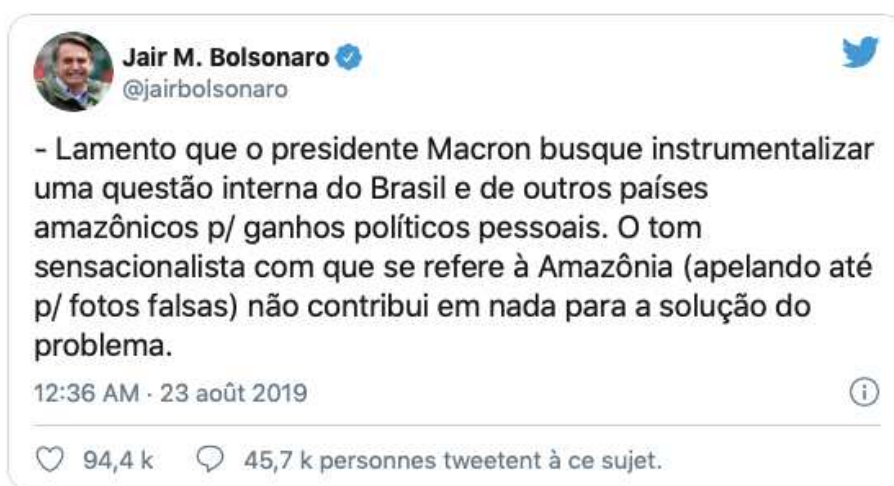 Jair M. Bolsonaro
@jairbolsonaro
- Lamento que o presidente Macron busque instrumentalizar
uma questão interna do Brasil e de outros países
amazônicos p/ ganhos políticos pessoais. O tom
sensacionalista com que se refere à Amazônia (apelando até
p/ fotos falsas) não contribui em nada para a solução do
problema.
12:36 AM · 23 août 2019
94,4 k 45,7 k personnes tweetent à ce sujet.